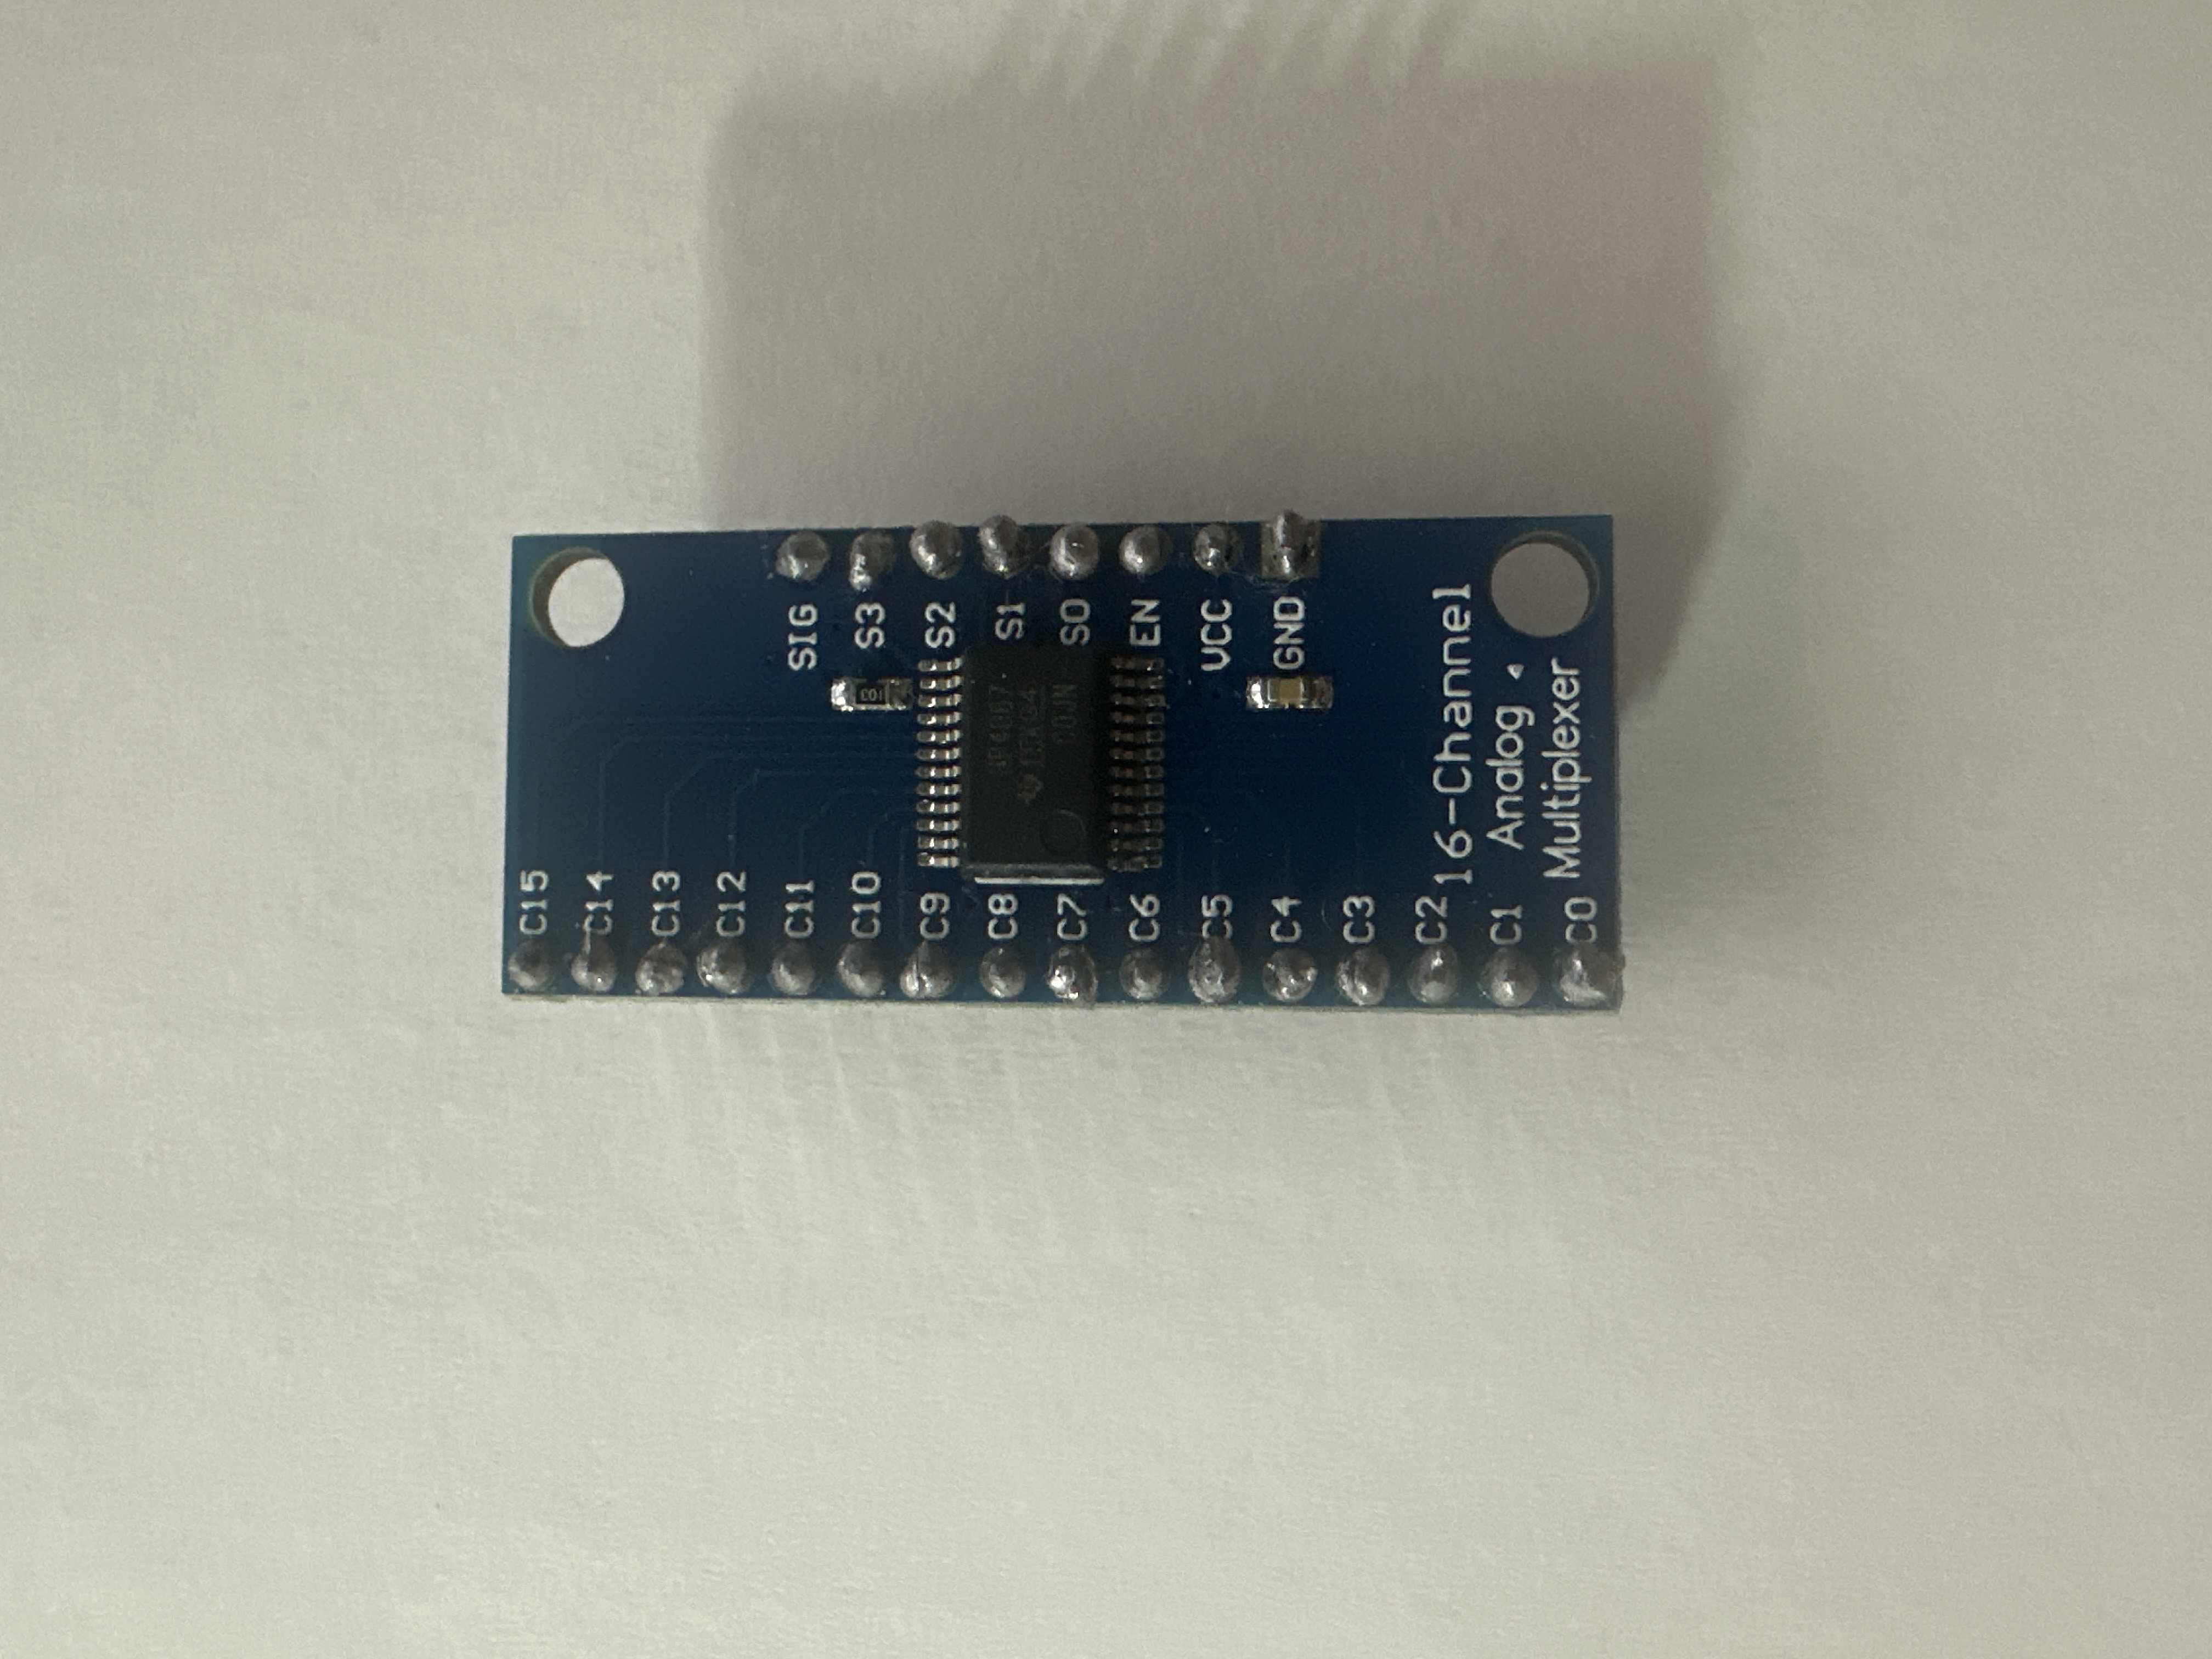 C15
C14
C13
C12
C11
C10
C9
C8
C7
C6
C5
C4
C3
C2
C1
C0
SIG
S3
S2
S1
S0
EN
VCC
GND
103
16-Channel
Analog
Multiplexer